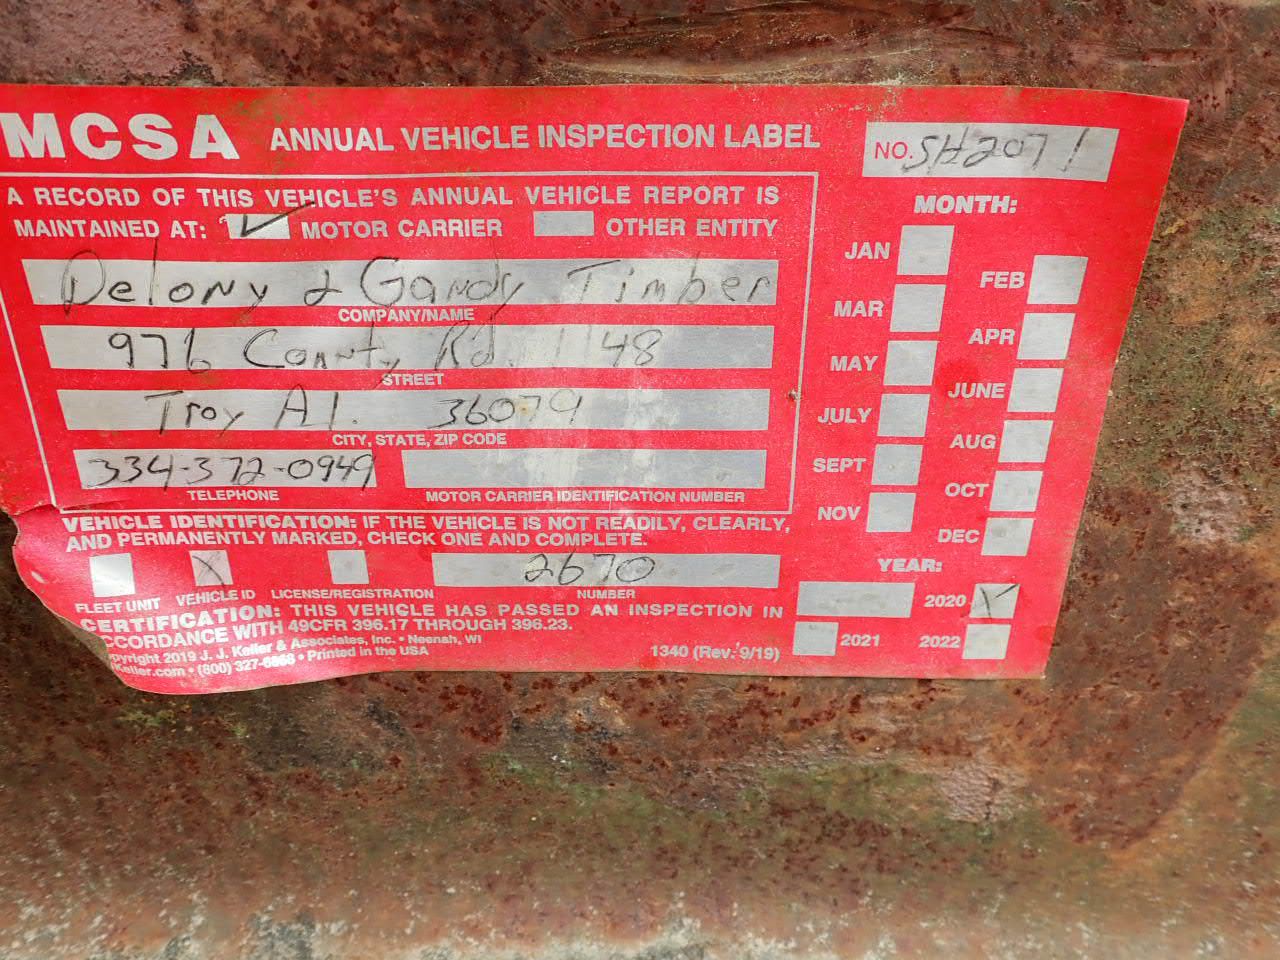 MCSA ANNUAL VEHICLE INSPECTION LABEL
NO. SH2071
A RECORD OF THIS VEHICLE'S ANNUAL VEHICLE REPORT IS
MAINTAINED AT: MOTOR CARRIER OTHER ENTITY
Delony & Gandy Timber
COMPANY/NAME
976 County Rd. 1148
STREET
Troy Al. 36079
CITY, STATE, ZIP CODE
334-372-0949
TELEPHONE MOTOR CARRIER IDENTIFICATION NUMBER
VEHICLE IDENTIFICATION: IF THE VEHICLE IS NOT READILY, CLEARLY,
AND PERMANENTLY MARKED, CHECK ONE AND COMPLETE.
2670
FLEET UNIT VEHICLE ID LICENSE/REGISTRATION NUMBER
CERTIFICATION: THIS VEHICLE HAS PASSED AN INSPECTION IN
CCORDANCE WITH 49CFR 396.17 THROUGH 396.23.
pyright 2019 J. J. Keller & Associates, Inc. • Neenah, WI
Keller.com • (800) 327-6868 • Printed in the USA
1340 (Rev. 9/19)
MONTH:
JAN FEB
MAR APR
MAY JUNE
JULY AUG
SEPT OCT
NOV DEC
YEAR:
2020 X
2021 2022